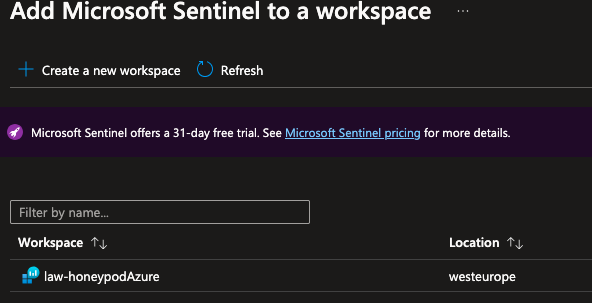 Add Microsoft Sentinel to a workspace ...
+ Create a new workspace Refresh
Microsoft Sentinel offers a 31-day free trial. See Microsoft Sentinel pricing for more details.
Filter by name...
Workspace ↑↓ Location ↑↓
law-honeypodAzure westeurope